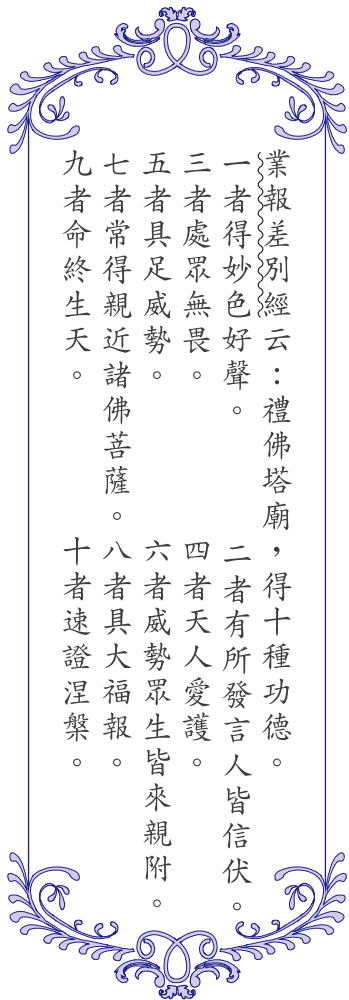 業報差別經云：禮佛塔廟，得十種功德。
一者得妙色好聲。　二者有所發言人皆信伏。
三者處眾無畏。　四者天人愛護。
五者具足威勢。　六者威勢眾生皆來親附。
七者常得親近諸佛菩薩。　八者具大福報。
九者命終生天。　十者速證涅槃。